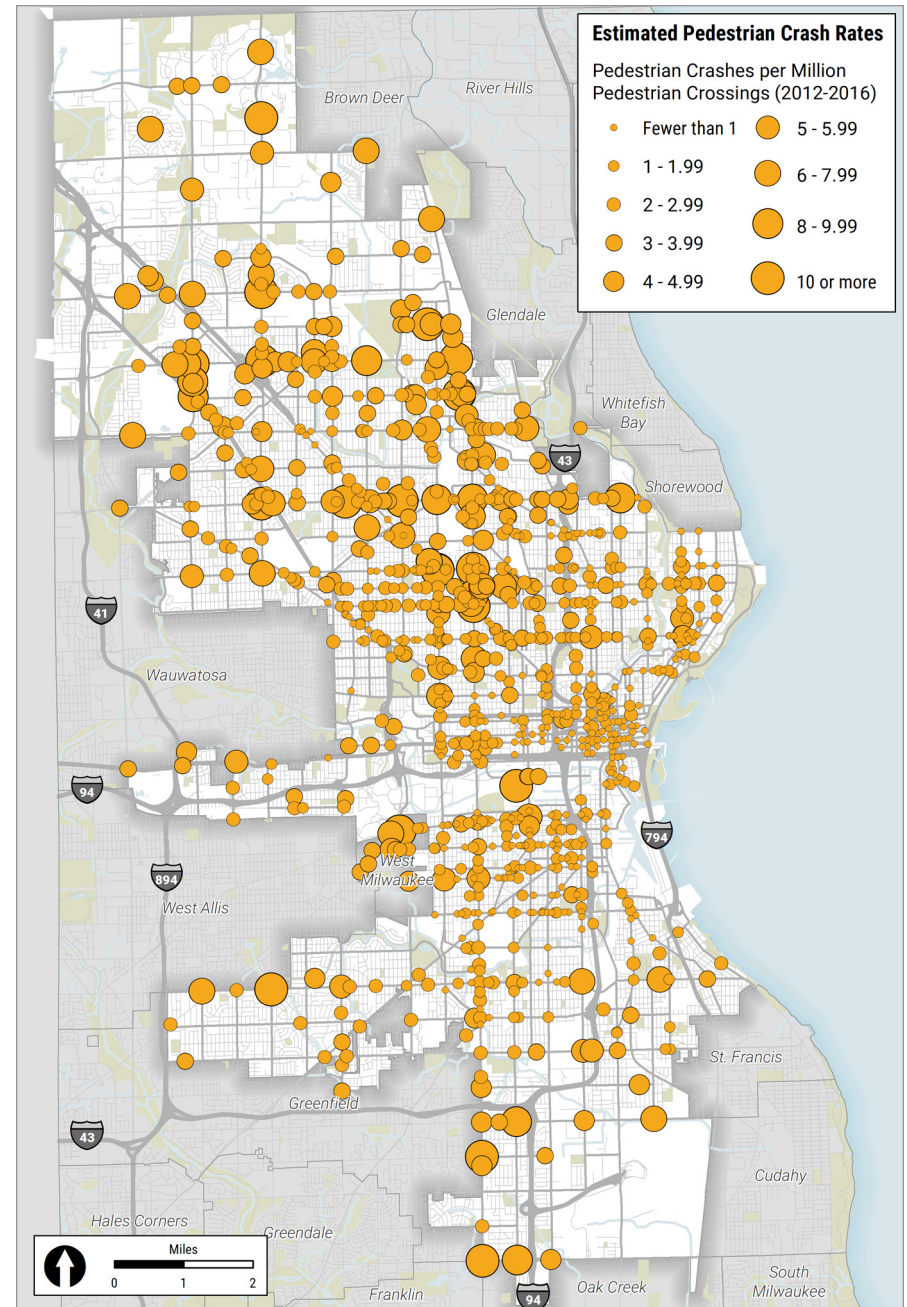 Estimated Pedestrian Crash Rates
Pedestrian Crashes per Million
Pedestrian Crossings (2012-2016)
Fewer than 1
1 - 1.99
2 - 2.99
3 - 3.99
4 - 4.99
5 - 5.99
6 - 7.99
8 - 9.99
10 or more
Brown Deer
River Hills
Glendale
Whitefish
Bay
43
Shorewood
41
Wauwatosa
94
794
West
Milwaukee
894
West Allis
St. Francis
Greenfield
43
Cudahy
Hales Corners
Greendale
Miles
0 1 2
Franklin
94
Oak Creek
South
Milwaukee